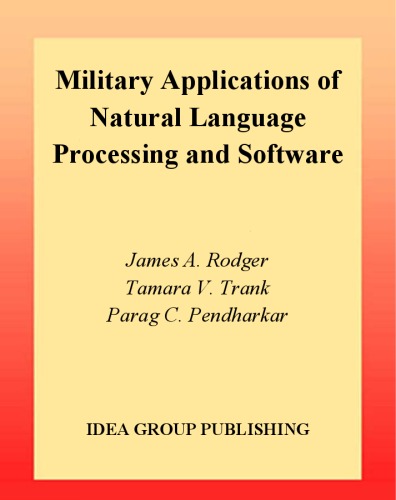 Military Applications of
Natural Language
Processing and Software
James A. Rodger
Tamara V. Trank
Parag C. Pendharkar
IDEA GROUP PUBLISHING